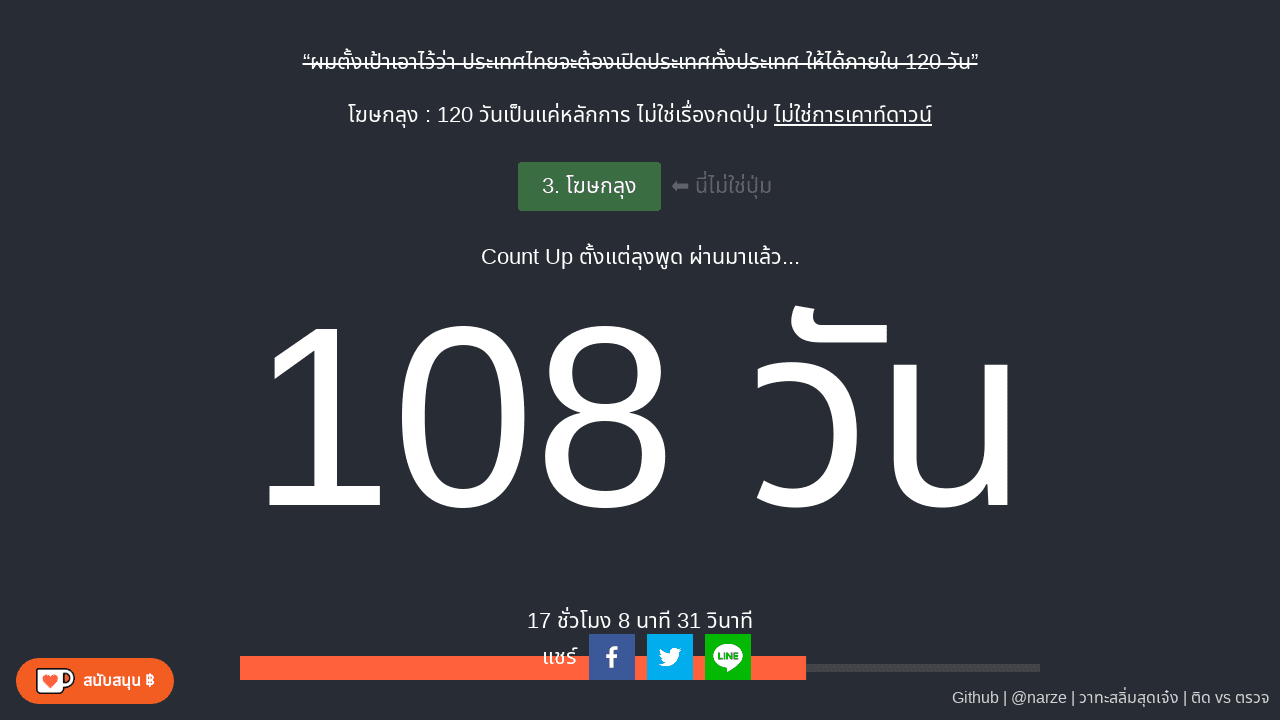 “ผมตั้งเป้าเอาไว้ว่า ประเทศไทยจะต้องเปิดประเทศทั้งประเทศ ให้ได้ภายใน 120 วัน”
โฆษกลุง : 120 วันเป็นแค่หลักการ ไม่ใช่เรื่องกดปุ่ม ไม่ใช่การเคาท์ดาวน์
3. โฆษกลุง ⬅ นี่ไม่ใช่ปุ่ม
Count Up ตั้งแต่ลุงพูด ผ่านมาแล้ว...
108 วัน
17 ชั่วโมง 8 นาที 31 วินาที
แชร์ LINE
สนับสนุน ฿
Github | @narze | วาทะสลิ่มสุดเจ๋ง | ติด vs ตรวจ